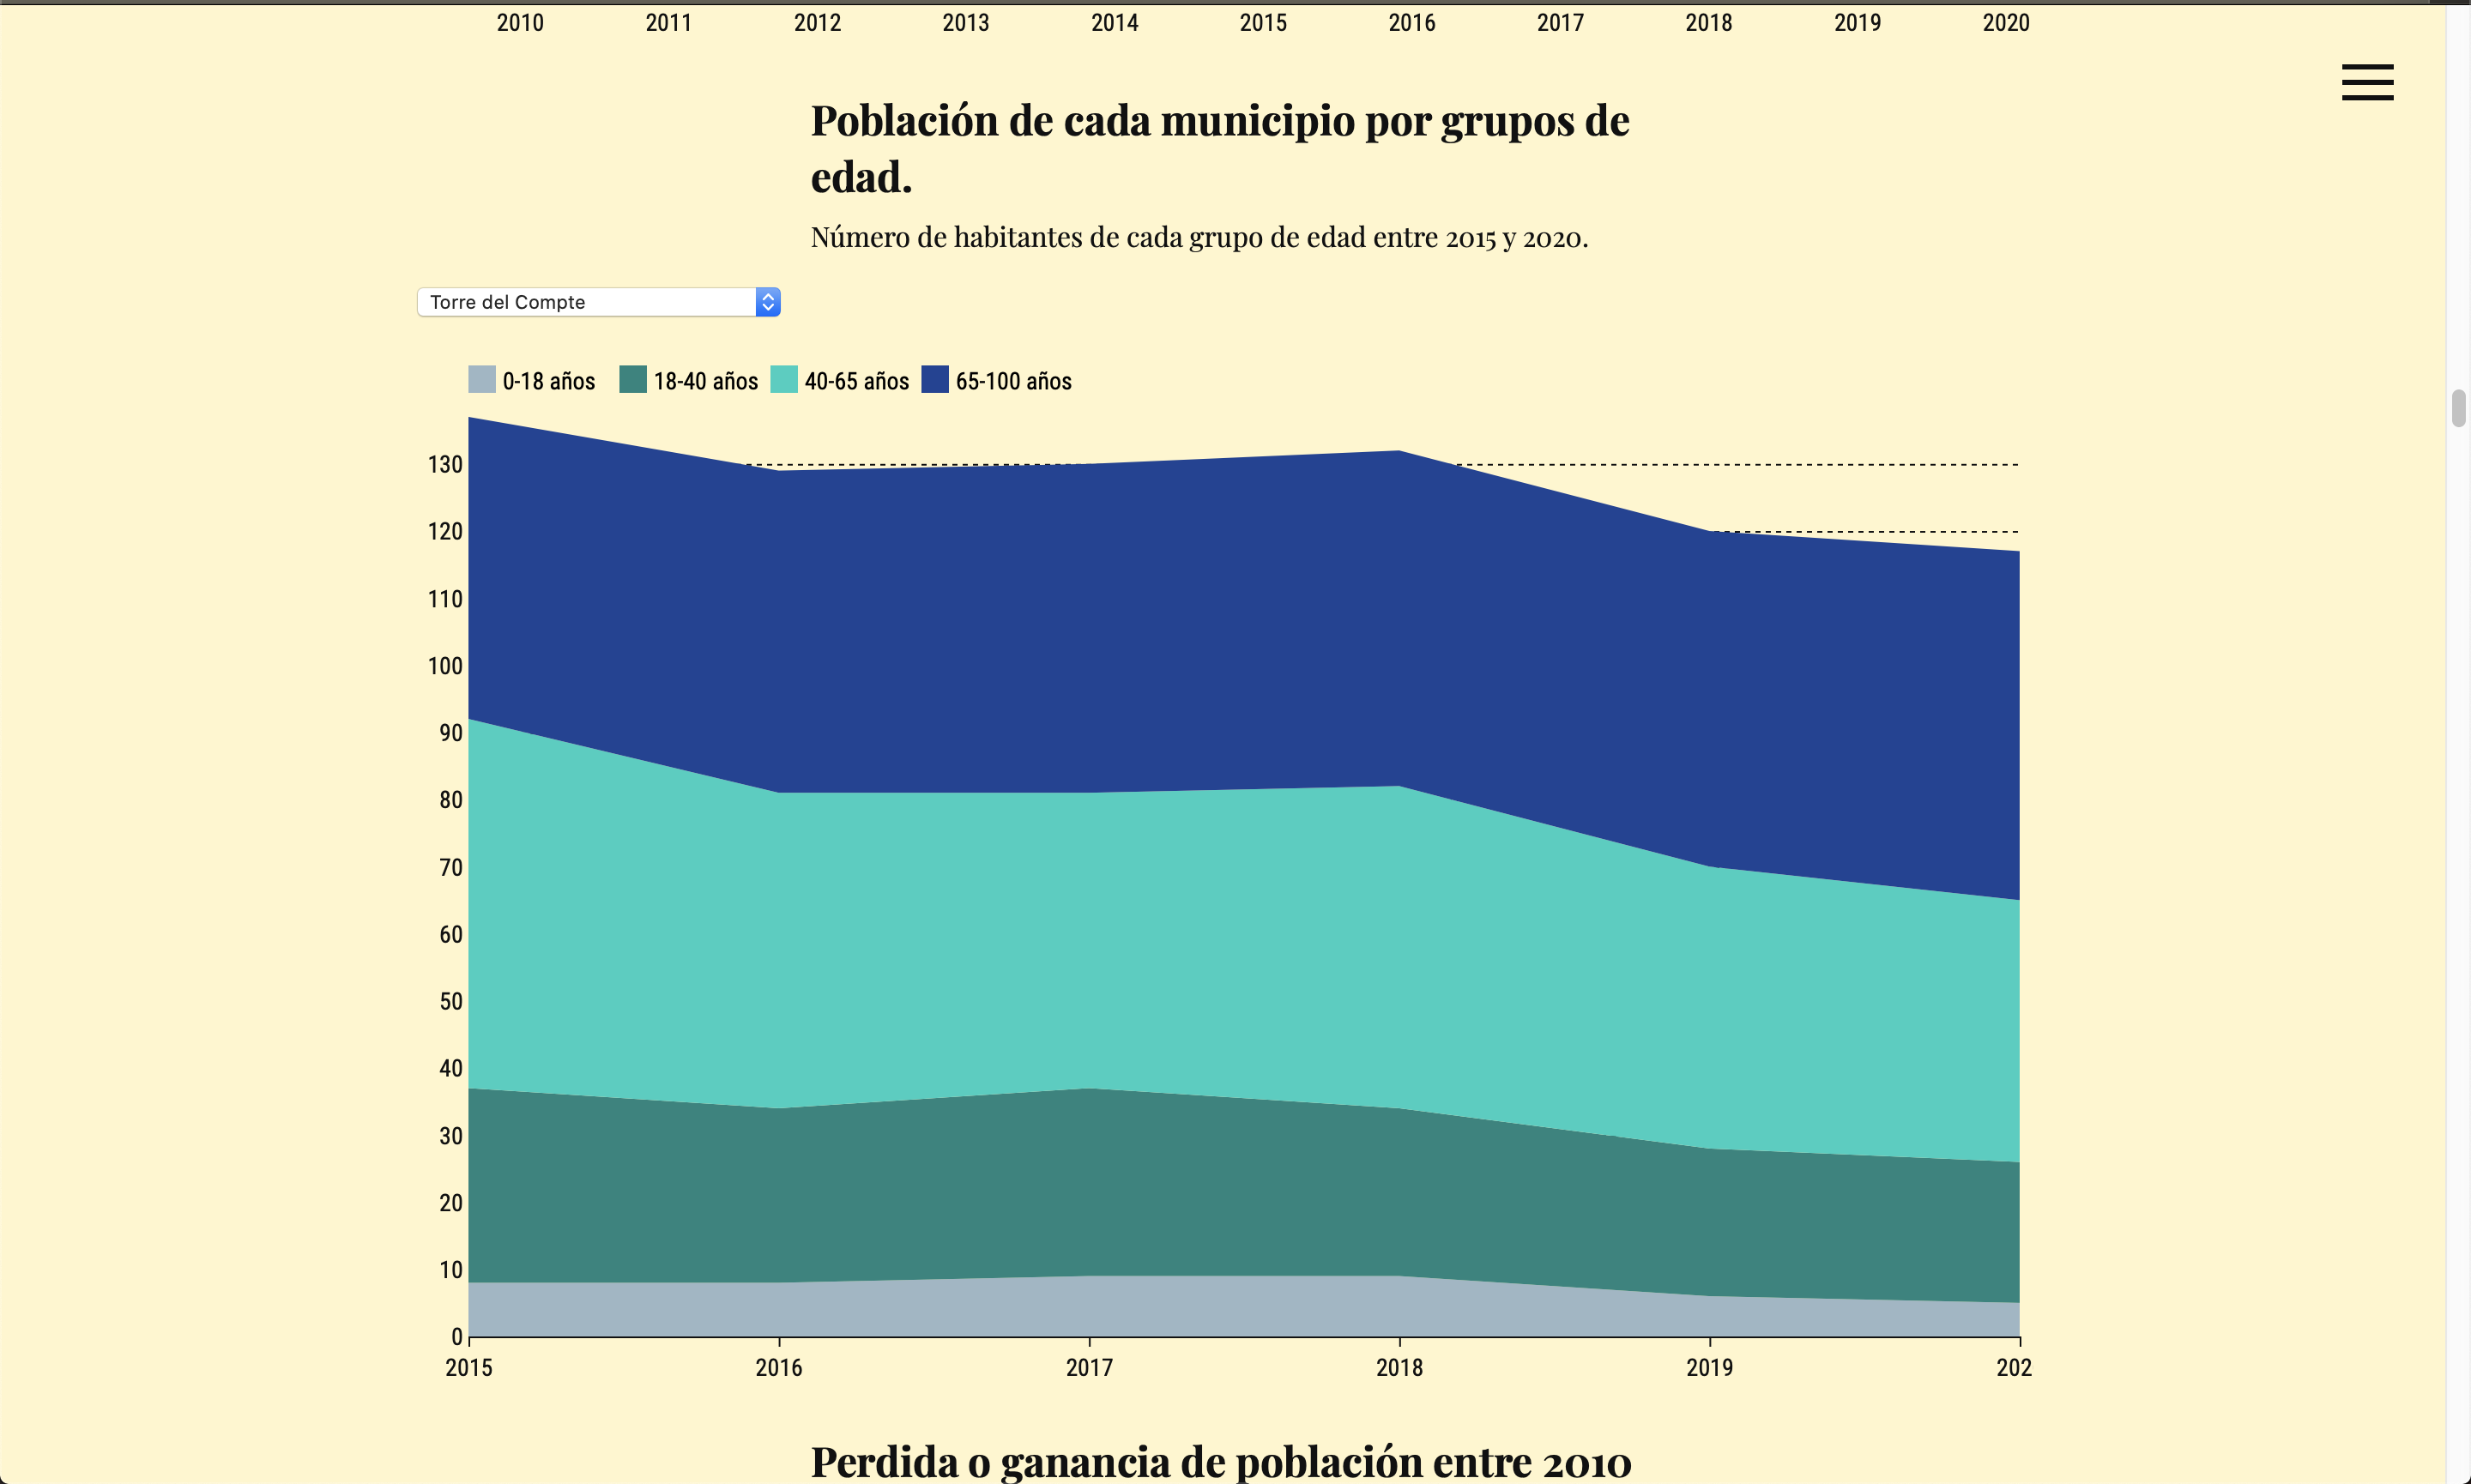 2010 2011 2012 2013 2014 2015 2016 2017 2018 2019 2020
Población de cada municipio por grupos de
edad.
Número de habitantes de cada grupo de edad entre 2015 y 2020.
Torre del Compte
0-18 años 18-40 años 40-65 años 65-100 años
130
120
110
100
90
80
70
60
50
40
30
20
10
0
2015 2016 2017 2018 2019 202
Perdida o ganancia de población entre 2010